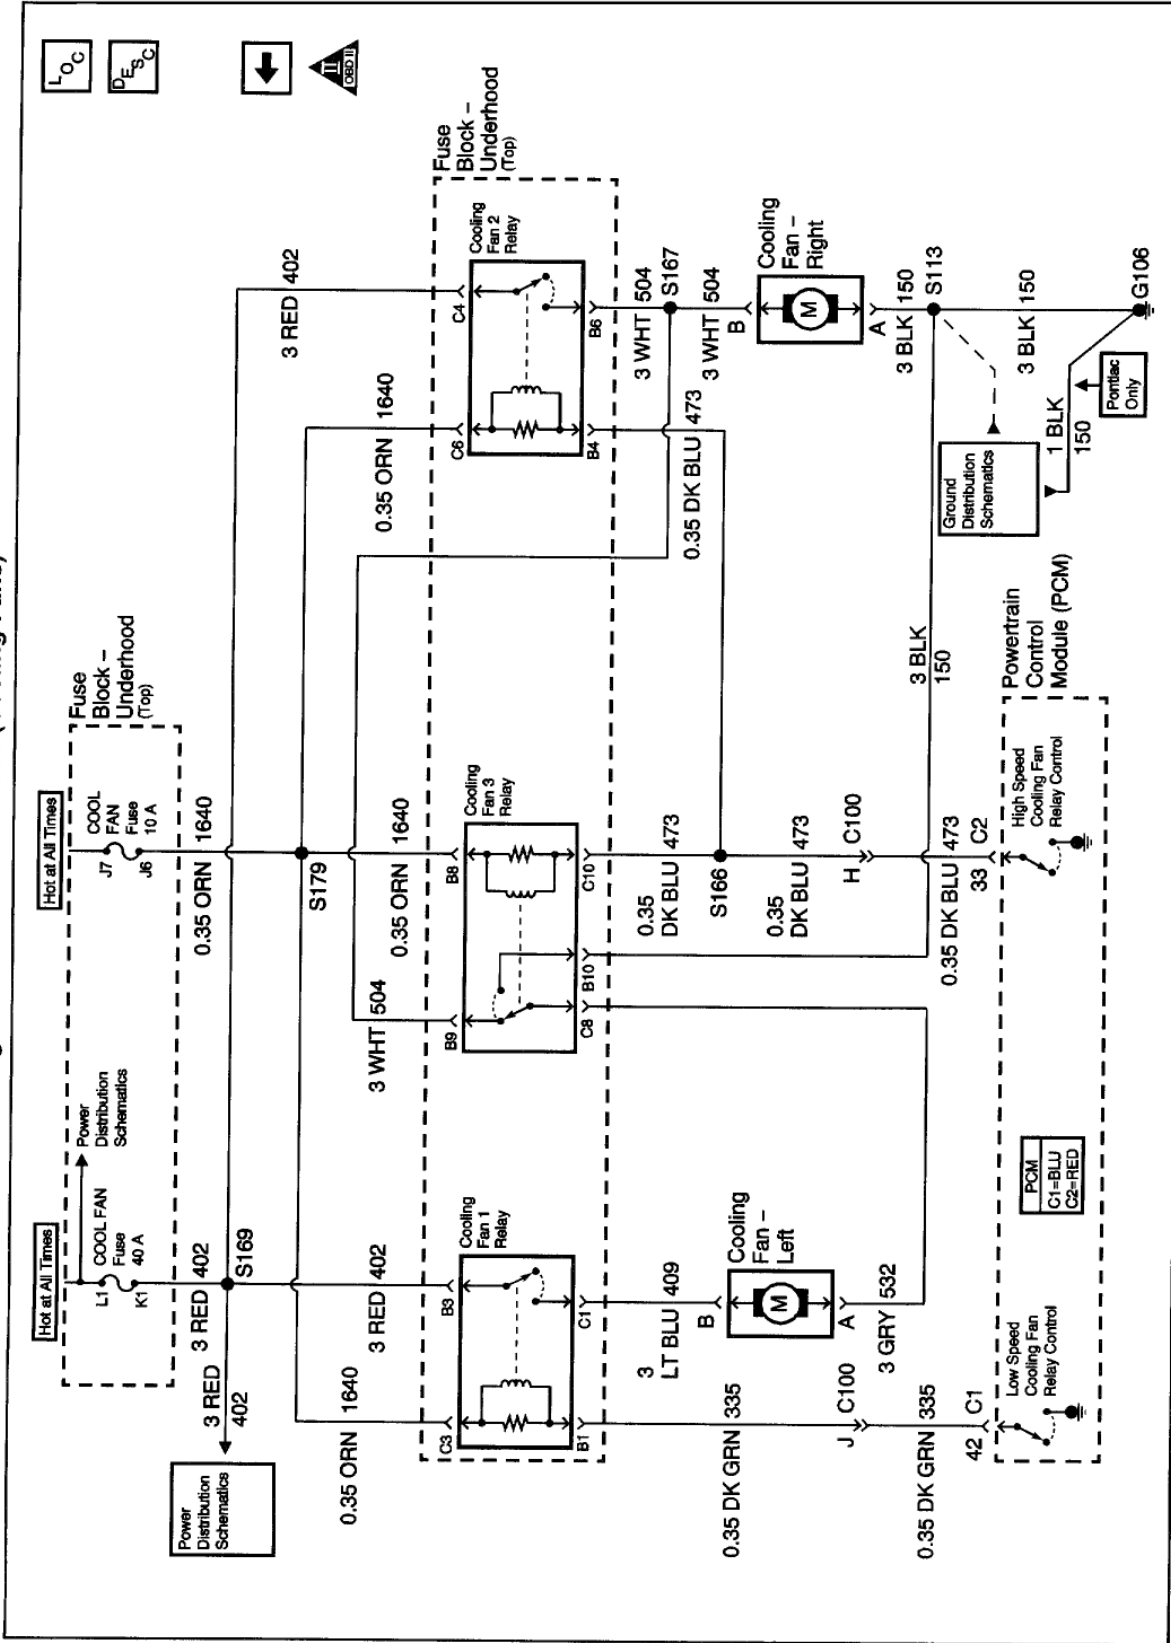 Hot at All Times
Hot at All Times
Fuse
Block –
Underhood
(Top)
L1
COOL FAN
Fuse
40 A
K1
Power
Distribution
Schematics
J7
COOL
FAN
Fuse
10 A
J6
L O C
D E S C
II
OBD II
Power
Distribution
Schematics
3 RED
402
3 RED 402
S169
0.35 ORN 1640
S179
3 RED 402
0.35 ORN 1640
3 RED 402
3 WHT 504
0.35 ORN 1640
0.35 ORN 1640
Fuse
Block –
Underhood
(Top)
C3
B3
Cooling
Fan 1
Relay
B1
C1
B9
B8
Cooling
Fan 3
Relay
C8
B10
C10
C6
C4
Cooling
Fan 2
Relay
B4
B6
0.35 DK GRN 335
3
LT BLU 409
B
Cooling
Fan –
Left
M
A
3 GRY 532
0.35
DK BLU 473
S166
0.35
DK BLU 473
0.35 DK BLU 473
3 WHT 504
S167
3 WHT 504
B
Cooling
Fan –
Right
M
A
3 BLK 150
S113
3 BLK 150
G106
J C100
0.35 DK GRN 335
42 C1
H C100
0.35 DK BLU 473
33 C2
3 BLK
150
Ground
Distribution
Schematics
1 BLK
150
Pontiac
Only
Low Speed
Cooling Fan
Relay Control
PCM
C1=BLU
C2=RED
High Speed
Cooling Fan
Relay Control
Powertrain
Control
Module (PCM)